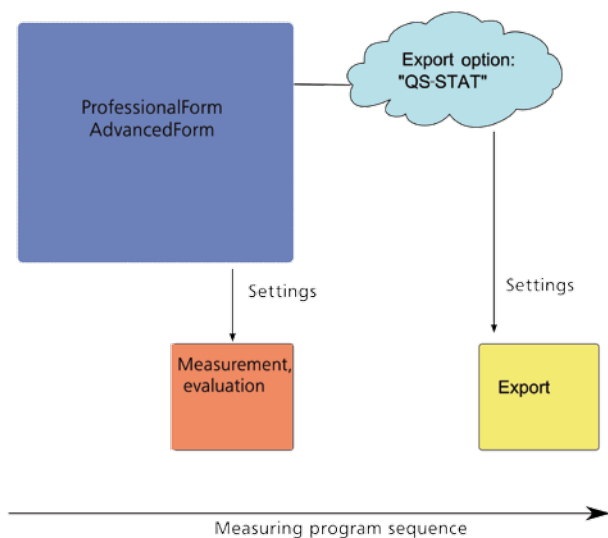 ProfessionalForm
AdvancedForm
Export option:
"QS-STAT"
Settings
Settings
Measurement,
evaluation
Export
Measuring program sequence